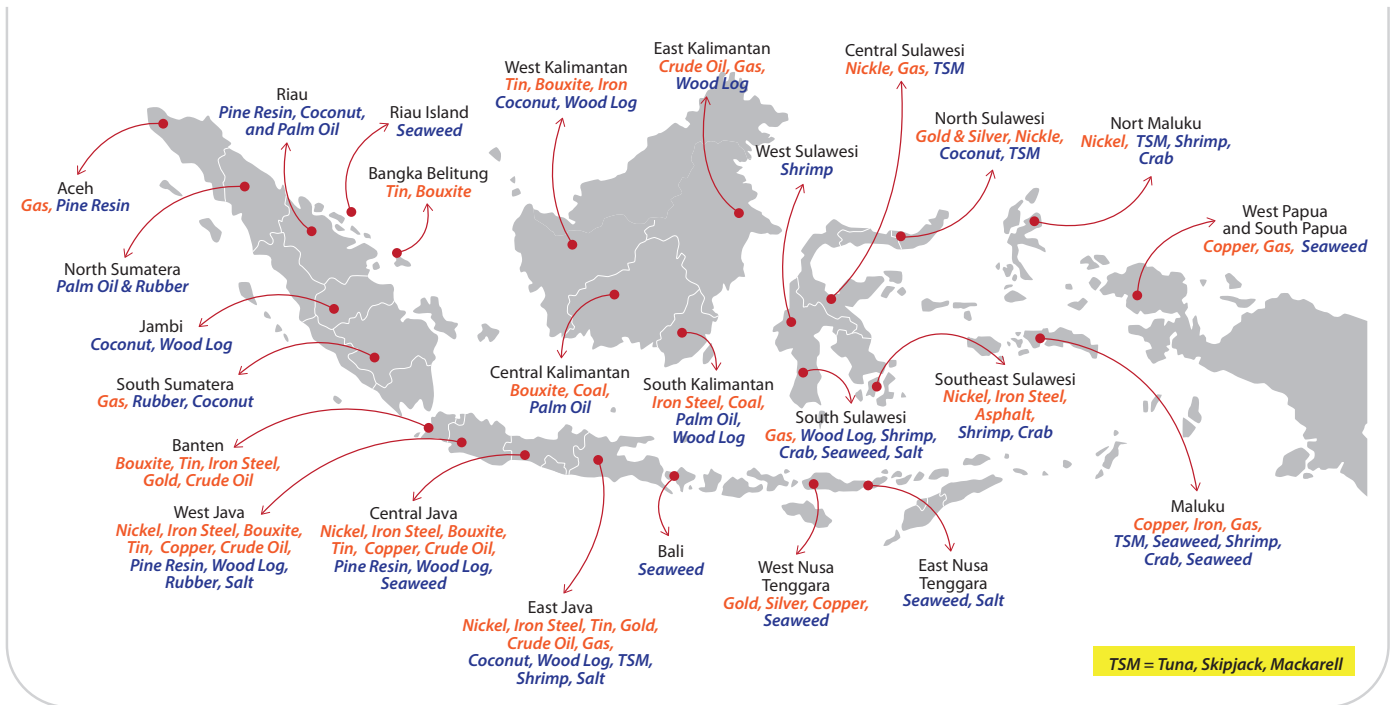 East Kalimantan
Crude Oil, Gas,
Wood Log
Central Sulawesi
Nickle, Gas, TSM
West Kalimantan
Tin, Bouxite, Iron
Coconut, Wood Log
Riau
Pine Resin, Coconut,
and Palm Oil
Riau Island
Seaweed
North Sulawesi
Gold & Silver, Nickle,
Coconut, TSM
Nort Maluku
Nickel, TSM, Shrimp,
Crab
West Sulawesi
Shrimp
Bangka Belitung
Tin, Bouxite
Aceh
Gas, Pine Resin
West Papua
and South Papua
Copper, Gas, Seaweed
North Sumatera
Palm Oil & Rubber
Jambi
Coconut, Wood Log
South Sumatera
Gas, Rubber, Coconut
Central Kalimantan
Bouxite, Coal,
Palm Oil
South Kalimantan
Iron Steel, Coal,
Palm Oil,
Wood Log
South Sulawesi
Gas, Wood Log, Shrimp,
Crab, Seaweed, Salt
Southeast Sulawesi
Nickel, Iron Steel,
Asphalt,
Shrimp, Crab
Banten
Bouxite, Tin, Iron Steel,
Gold, Crude Oil
West Java
Nickel, Iron Steel, Bouxite,
Tin, Copper, Crude Oil,
Pine Resin, Wood Log,
Rubber, Salt
Central Java
Nickel, Iron Steel, Bouxite,
Tin, Copper, Crude Oil,
Pine Resin, Wood Log,
Seaweed
East Java
Nickel, Iron Steel, Tin, Gold,
Crude Oil, Gas,
Coconut, Wood Log, TSM,
Shrimp, Salt
Bali
Seaweed
West Nusa
Tenggara
Gold, Silver, Copper,
Seaweed
East Nusa
Tenggara
Seaweed, Salt
Maluku
Copper, Iron, Gas,
TSM, Seaweed, Shrimp,
Crab, Seaweed
TSM = Tuna, Skipjack, Mackarell